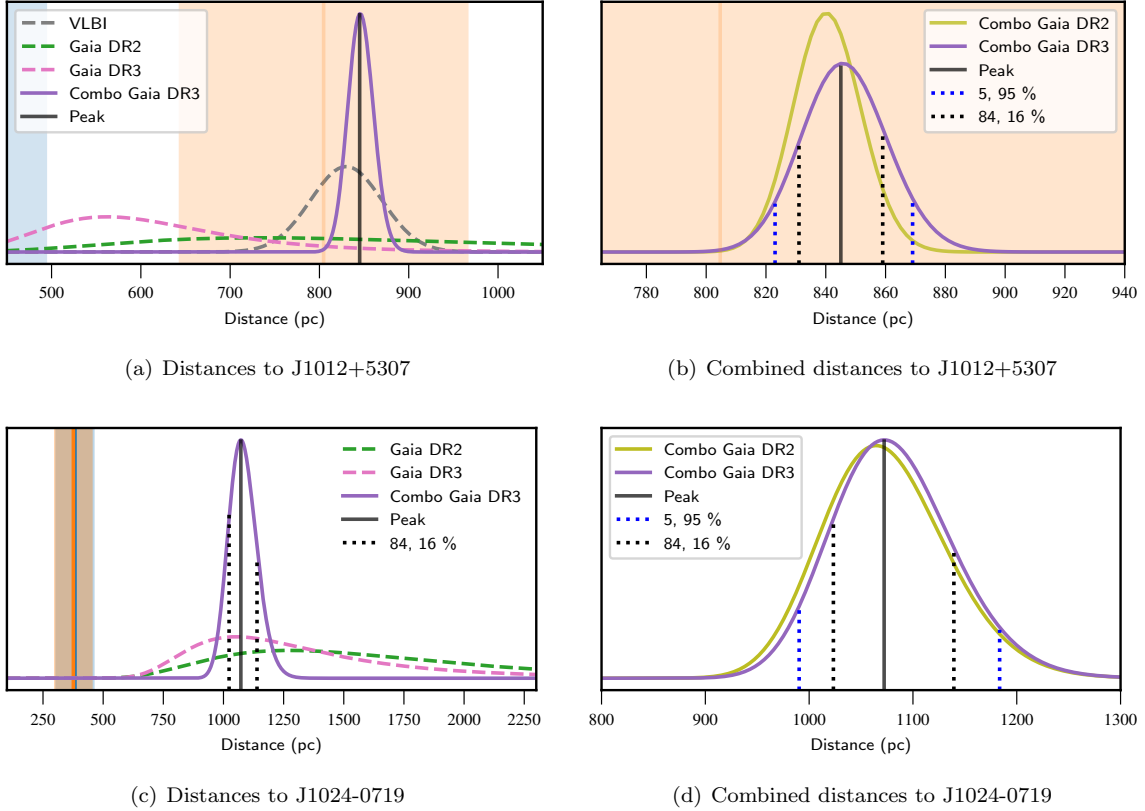 VLBI
Gaia DR2
Gaia DR3
Combo Gaia DR3
Peak
500 600 700 800 900 1000
Distance (pc)
(a) Distances to J1012+5307
Combo Gaia DR2
Combo Gaia DR3
Peak
5, 95 %
84, 16 %
780 800 820 840 860 880 900 920 940
Distance (pc)
(b) Combined distances to J1012+5307
Gaia DR2
Gaia DR3
Combo Gaia DR3
Peak
84, 16 %
250 500 750 1000 1250 1500 1750 2000 2250
Distance (pc)
(c) Distances to J1024-0719
Combo Gaia DR2
Combo Gaia DR3
Peak
5, 95 %
84, 16 %
800 900 1000 1100 1200 1300
Distance (pc)
(d) Combined distances to J1024-0719